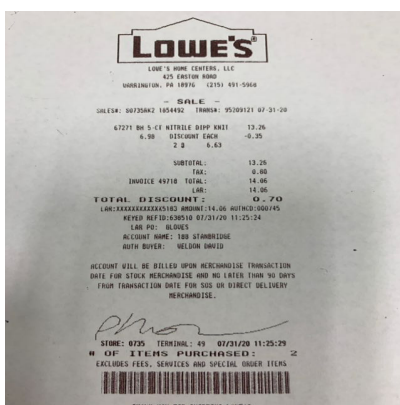 LOWE'S
LOWE'S HOME CENTERS, LLC
425 EASTON ROAD
WARRINGTON, PA 18976 (215) 491-5960
- SALE -
SALES#: S0735AK2 1854492 TRANS#: 95209121 07-31-20
67271 BH 5-CT NITRILE DIPP KNIT 13.26
6.98 DISCOUNT EACH -0.35
2 @ 6.63
SUBTOTAL: 13.26
TAX: 0.80
INVOICE 49710 TOTAL: 14.06
LAR: 14.06
TOTAL DISCOUNT: 0.70
LAR:XXXXXXXXXXXX5103 AMOUNT:14.06 AUTHCD:000745
KEYED REFID:630510 07/31/20 11:25:24
LAR PO: GLOVES
ACCOUNT NAME: 188 STANBRIDGE
AUTH BUYER: WELDON DAVID
ACCOUNT WILL BE BILLED UPON MERCHANDISE TRANSACTION
DATE FOR STOCK MERCHANDISE AND NO LATER THAN 90 DAYS
FROM TRANSACTION DATE FOR SOS OR DIRECT DELIVERY
MERCHANDISE.
STORE: 0735 TERMINAL: 49 07/31/20 11:25:29
# OF ITEMS PURCHASED: 2
EXCLUDES FEES, SERVICES AND SPECIAL ORDER ITEMS